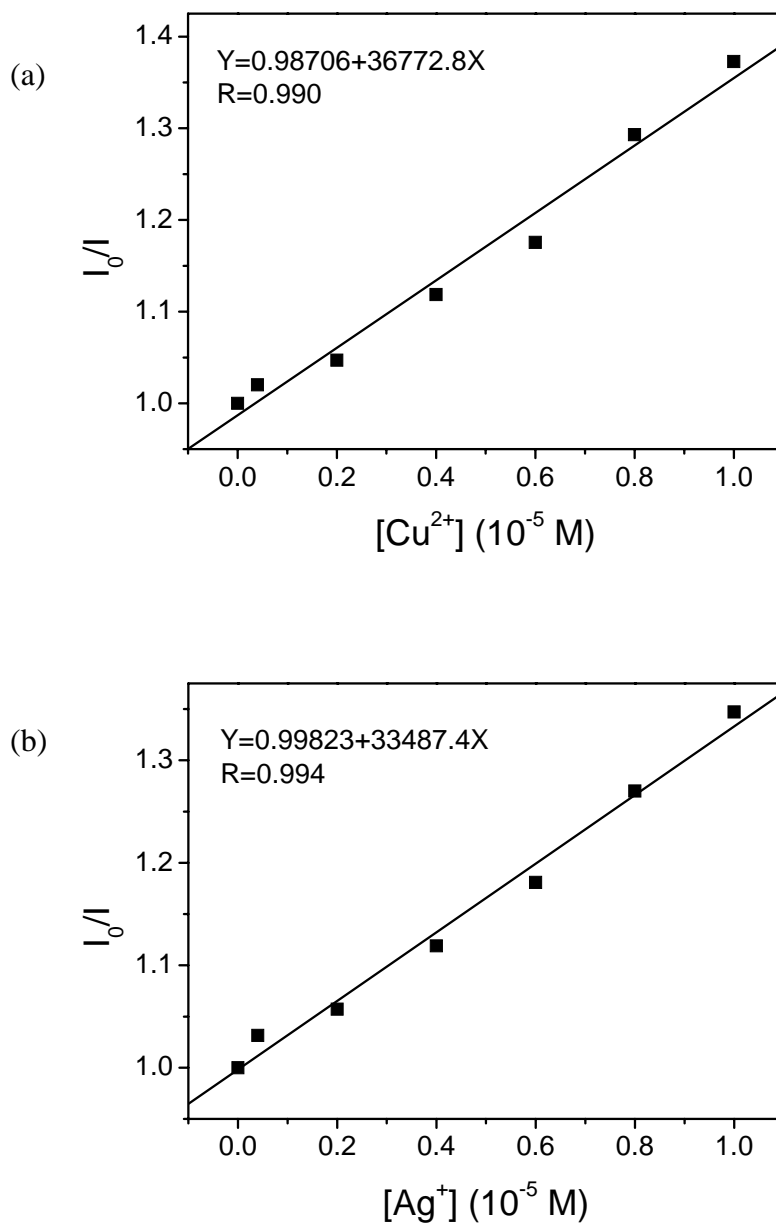 (a)
Y=0.98706+36772.8X
R=0.990
I₀/I
1.4
1.3
1.2
1.1
1.0
0.0 0.2 0.4 0.6 0.8 1.0
[Cu²⁺] (10⁻⁵ M)
(b)
Y=0.99823+33487.4X
R=0.994
I₀/I
1.3
1.2
1.1
1.0
0.0 0.2 0.4 0.6 0.8 1.0
[Ag⁺] (10⁻⁵ M)